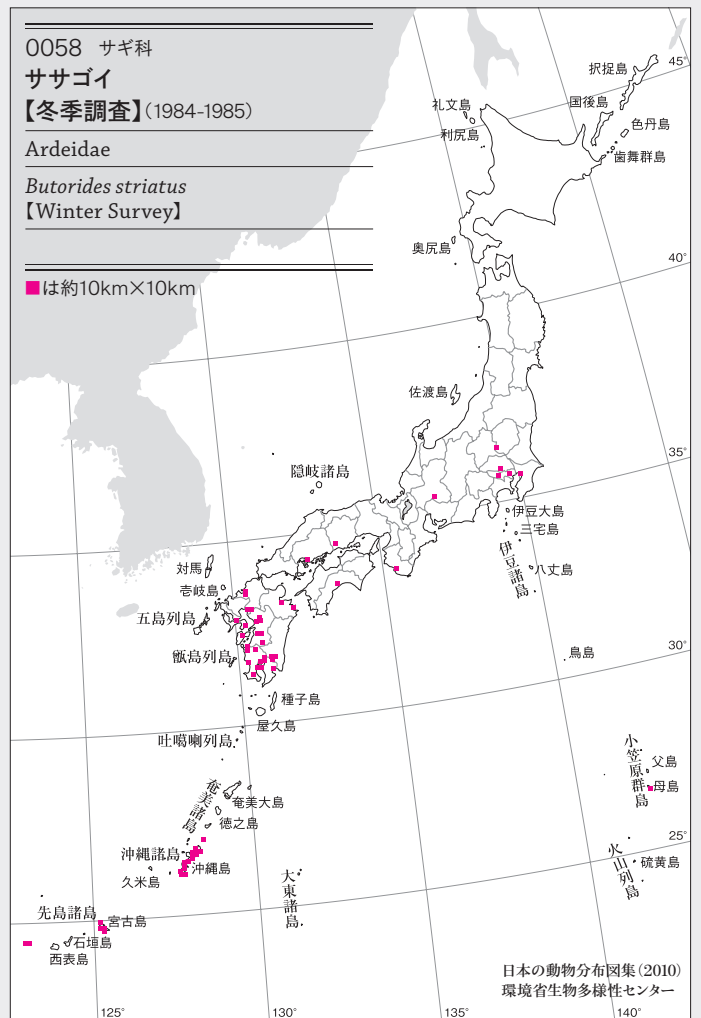 0058 サギ科
ササゴイ
【冬季調査】(1984-1985)
Ardeidae
Butorides striatus
【Winter Survey】
■は約10km×10km
45°
択捉島
国後島
礼文島
色丹島
利尻島
歯舞群島
奥尻島
40°
佐渡島
35°
隠岐諸島
伊豆大島
三宅島
伊豆諸島
八丈島
対馬
壱岐島
五島列島
甑島列島
鳥島
30°
種子島
屋久島
吐噶喇列島
小笠原群島
父島
母島
奄美諸島
奄美大島
徳之島
25°
沖縄諸島
沖縄島
久米島
火山列島
硫黄島
大東諸島
先島諸島
宮古島
石垣島
西表島
日本の動物分布図集(2010)
環境省生物多様性センター
125°
130°
135°
140°